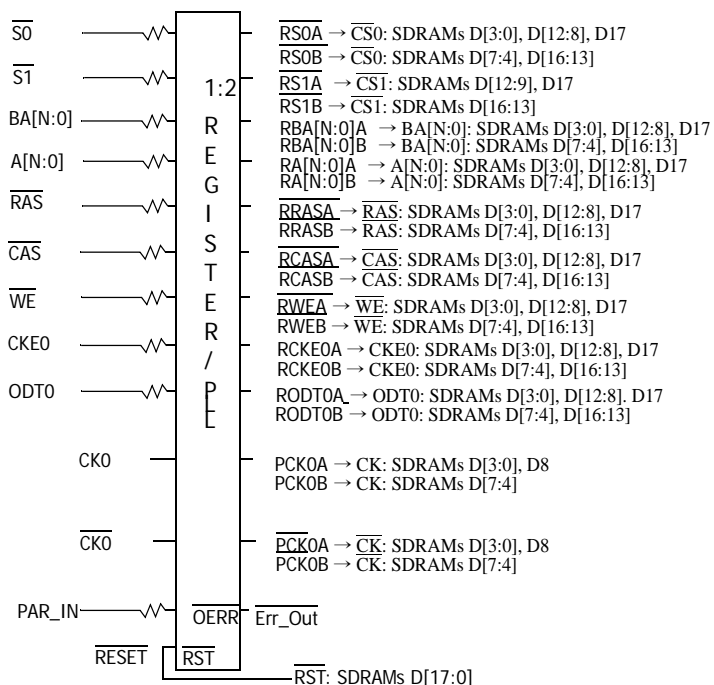 S0
RS0A → CS0: SDRAMs D[3:0], D[12:8], D17
RS0B → CS0: SDRAMs D[7:4], D[16:13]
S1
RS1A → CS1: SDRAMs D[12:9], D17
RS1B → CS1: SDRAMs D[16:13]
1:2
REGISTER/PLL
BA[N:0]
RBA[N:0]A → BA[N:0]: SDRAMs D[3:0], D[12:8], D17
RBA[N:0]B → BA[N:0]: SDRAMs D[7:4], D[16:13]
A[N:0]
RA[N:0]A → A[N:0]: SDRAMs D[3:0], D[12:8], D17
RA[N:0]B → A[N:0]: SDRAMs D[7:4], D[16:13]
RAS
RRASA → RAS: SDRAMs D[3:0], D[12:8], D17
RRASB → RAS: SDRAMs D[7:4], D[16:13]
CAS
RCASA → CAS: SDRAMs D[3:0], D[12:8], D17
RCASB → CAS: SDRAMs D[7:4], D[16:13]
WE
RWEA → WE: SDRAMs D[3:0], D[12:8], D17
RWEB → WE: SDRAMs D[7:4], D[16:13]
CKE0
RCKE0A → CKE0: SDRAMs D[3:0], D[12:8], D17
RCKE0B → CKE0: SDRAMs D[7:4], D[16:13]
ODT0
RODT0A → ODT0: SDRAMs D[3:0], D[12:8]. D17
RODT0B → ODT0: SDRAMs D[7:4], D[16:13]
CK0
PCK0A → CK: SDRAMs D[3:0], D8
PCK0B → CK: SDRAMs D[7:4]
CK0
PCK0A → CK: SDRAMs D[3:0], D8
PCK0B → CK: SDRAMs D[7:4]
PAR_IN
OERR
Err_Out
RESET
RST
RST: SDRAMs D[17:0]